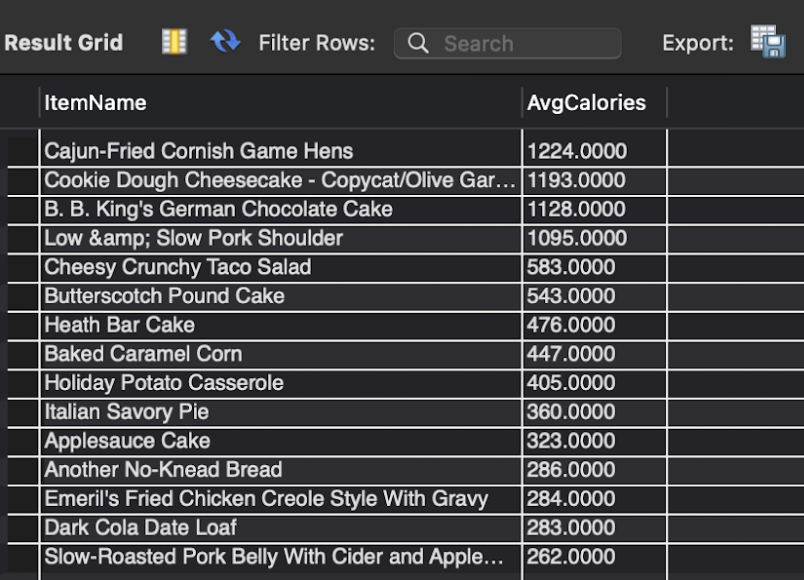 Result Grid Filter Rows: Search Export:
ItemName AvgCalories
Cajun-Fried Cornish Game Hens 1224.0000
Cookie Dough Cheesecake - Copycat/Olive Gar... 1193.0000
B. B. King's German Chocolate Cake 1128.0000
Low &amp; Slow Pork Shoulder 1095.0000
Cheesy Crunchy Taco Salad 583.0000
Butterscotch Pound Cake 543.0000
Heath Bar Cake 476.0000
Baked Caramel Corn 447.0000
Holiday Potato Casserole 405.0000
Italian Savory Pie 360.0000
Applesauce Cake 323.0000
Another No-Knead Bread 286.0000
Emeril's Fried Chicken Creole Style With Gravy 284.0000
Dark Cola Date Loaf 283.0000
Slow-Roasted Pork Belly With Cider and Apple... 262.0000